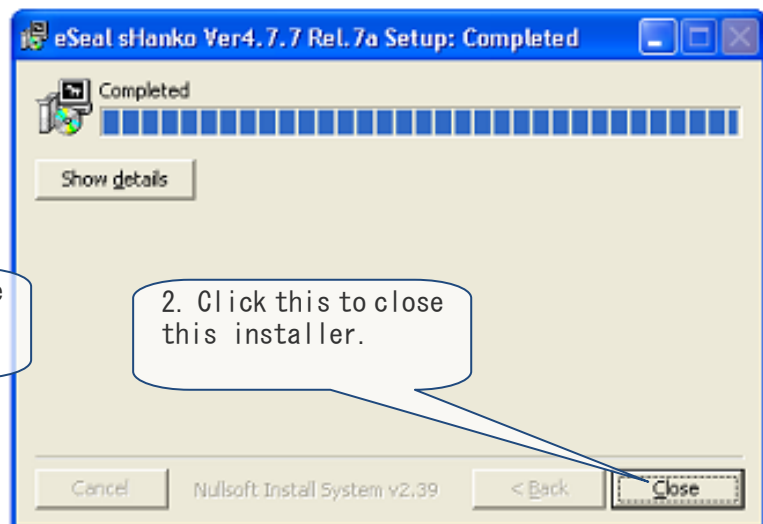 eSeal sHanko Ver4.7.7 Rel.7a Setup: Completed
Completed
Show details
e
2. Click this to close
this installer.
Cancel
Nullsoft Install System v2.39
< Back
Close